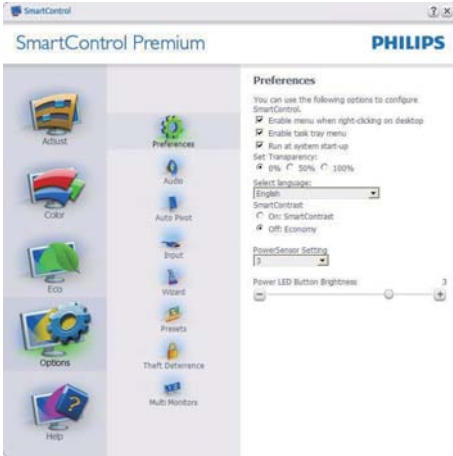 SmartControl
SmartControl Premium
PHILIPS
Adjust
Color
Eco
Options
Help
Preferences
Audio
Auto Pivot
Input
Wizard
Presets
Theft Deterrence
Multi Monitors
Preferences
You can use the following options to configure
SmartControl.
Enable menu when right-clicking on desktop
Enable task tray menu
Run at system start-up
Set Transparency:
0% 50% 100%
Select language:
English
SmartContrast
On: SmartContrast
Off: Economy
PowerSensor Setting
3
Power LED Button Brightness 3